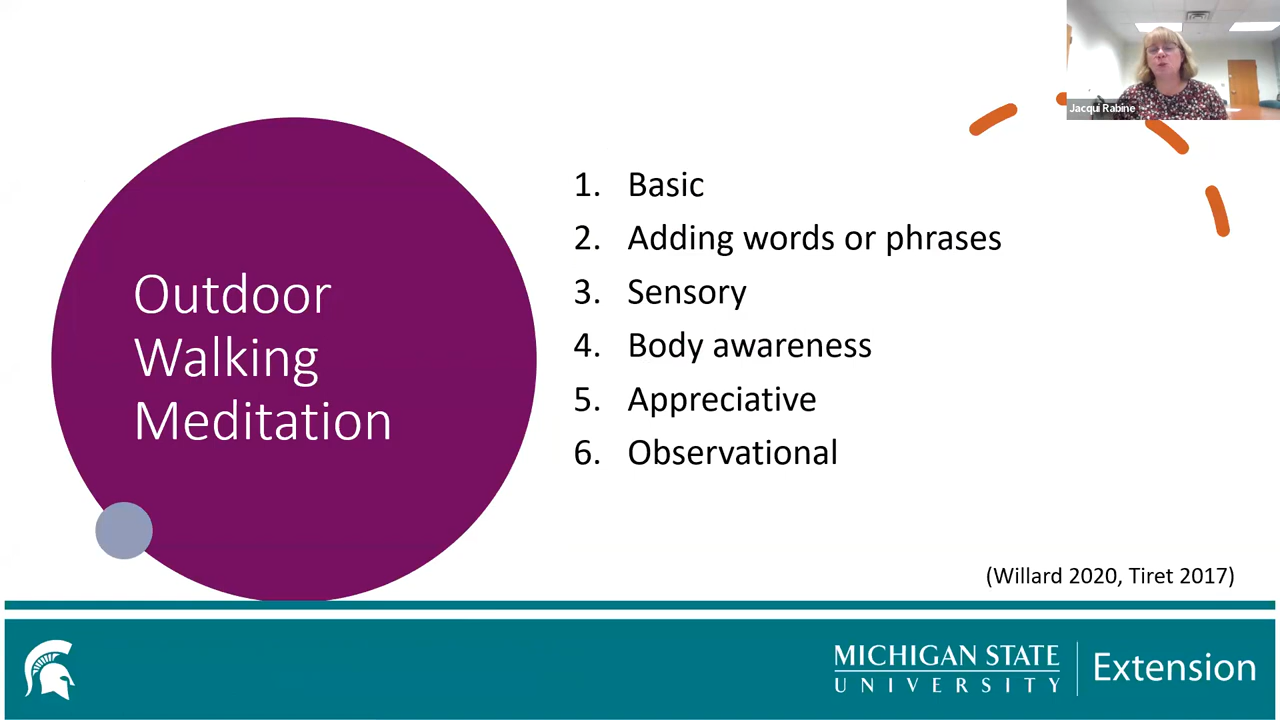 Jacqui Rabine
Outdoor
Walking
Meditation
1. Basic
2. Adding words or phrases
3. Sensory
4. Body awareness
5. Appreciative
6. Observational
(Willard 2020, Tiret 2017)
MICHIGAN STATE
UNIVERSITY
Extension